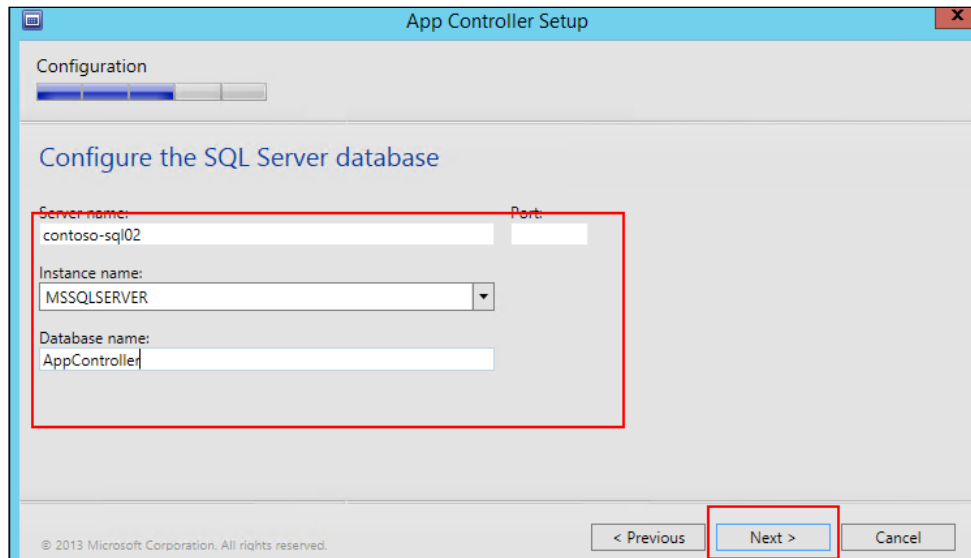 App Controller Setup
X
Configuration
Configure the SQL Server database
Server name: Port:
contoso-sql02
Instance name:
MSSQLSERVER
Database name:
AppController
© 2013 Microsoft Corporation. All rights reserved.
< Previous Next > Cancel